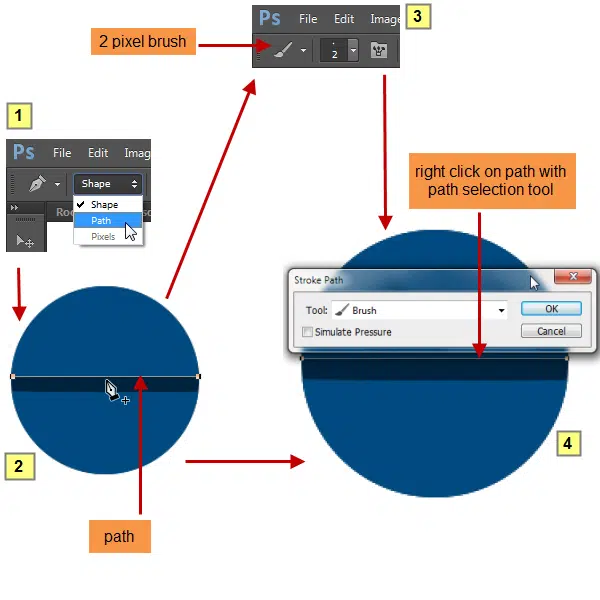 3
Ps File Edit Image
2 pixel brush
2
1
Ps File Edit Imag
Shape
Shape
Path
Pixels
right click on path with
path selection tool
Stroke Path
Tool: Brush OK
Simulate Pressure Cancel
4
2
path